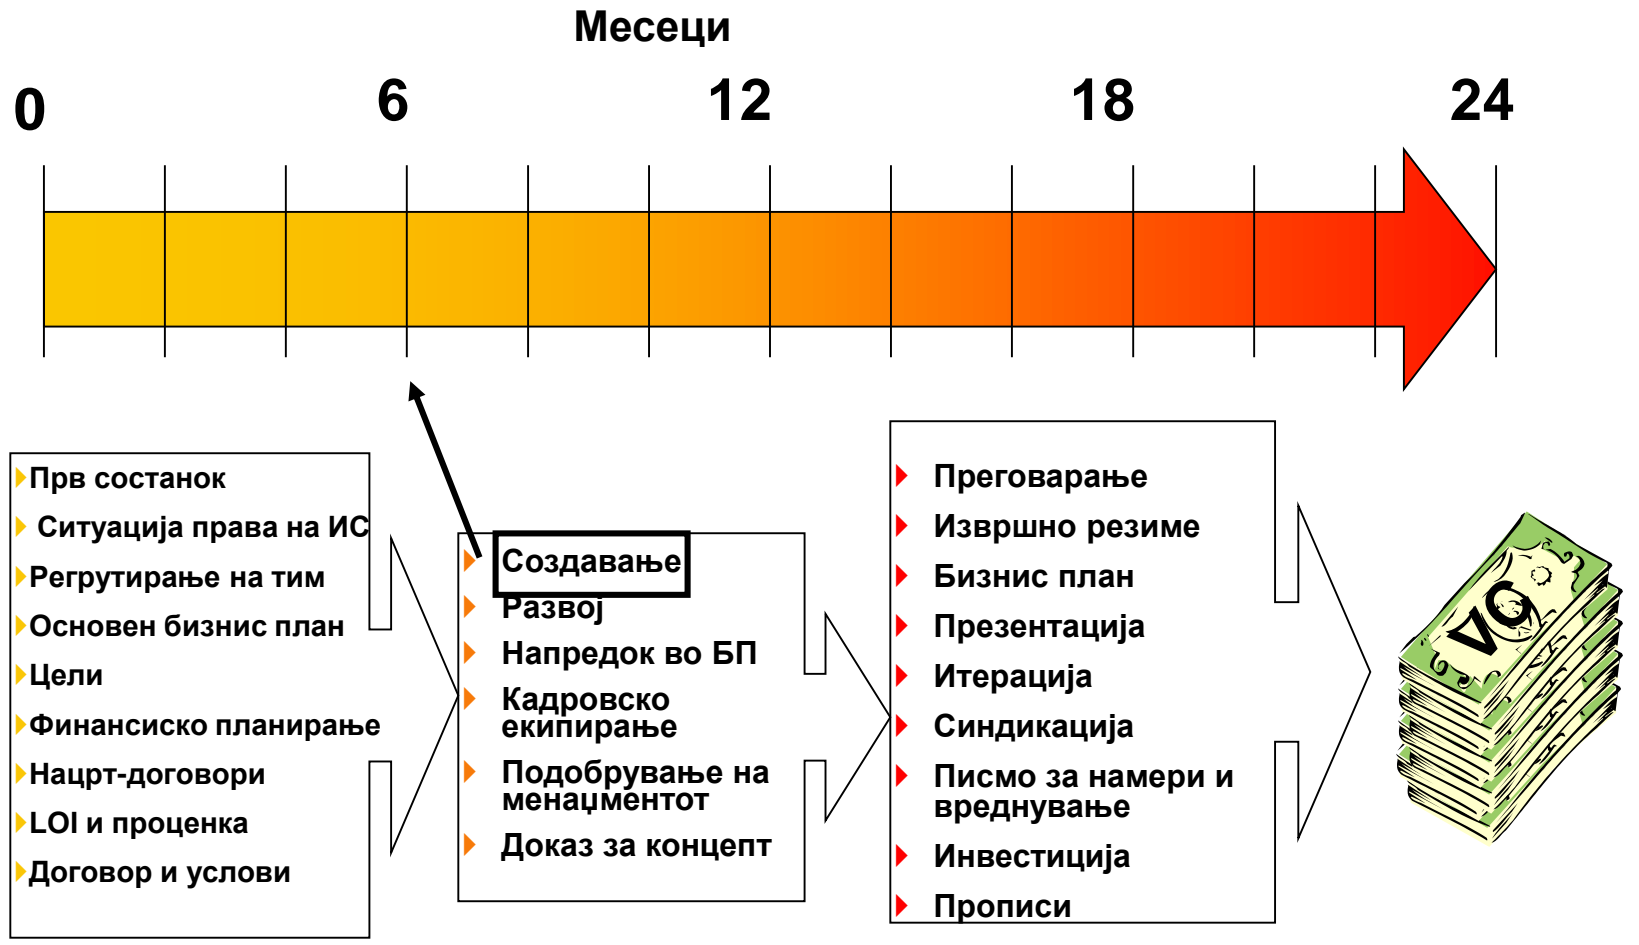 Месеци
0 6 12 18 24
Прв состанок
Ситуација права на ИС
Регрутирање на тим
Основен бизнис план
Цели
Финансиско планирање
Нацрт-договори
LOI и проценка
Договор и услови
Создавање
Развој
Напредок во БП
Кадровско
екипирање
Подобрување на
менаџментот
Доказ за концепт
Преговарање
Извршно резиме
Бизнис план
Презентација
Итерација
Синдикација
Писмо за намери и
вреднување
Инвестиција
Прописи
VC